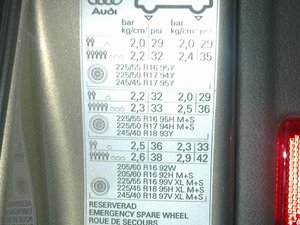 Audi
bar psi bar psi
kg/cm² kg/cm²
2,0 29 2,0 29
2,2 32 2,4 35
225/55 R16 95Y
225/50 R17 94Y
245/45 R17 95Y
2,2 32 2,0 29
2,3 33 2,5 36
225/55 R16 95H M+S
225/50 R17 94H M+S
245/40 R18 93Y
2,5 36 2,3 33
2,6 38 2,9 42
205/60 R16 92W
205/60 R16 92H M+S
225/55 R16 99V XL M+S
245/45 R18 95H XL M+S
245/40 R18 97V XL M+S
RESERVERAD
EMERGENCY SPARE WHEEL
ROUE DE SECOURS